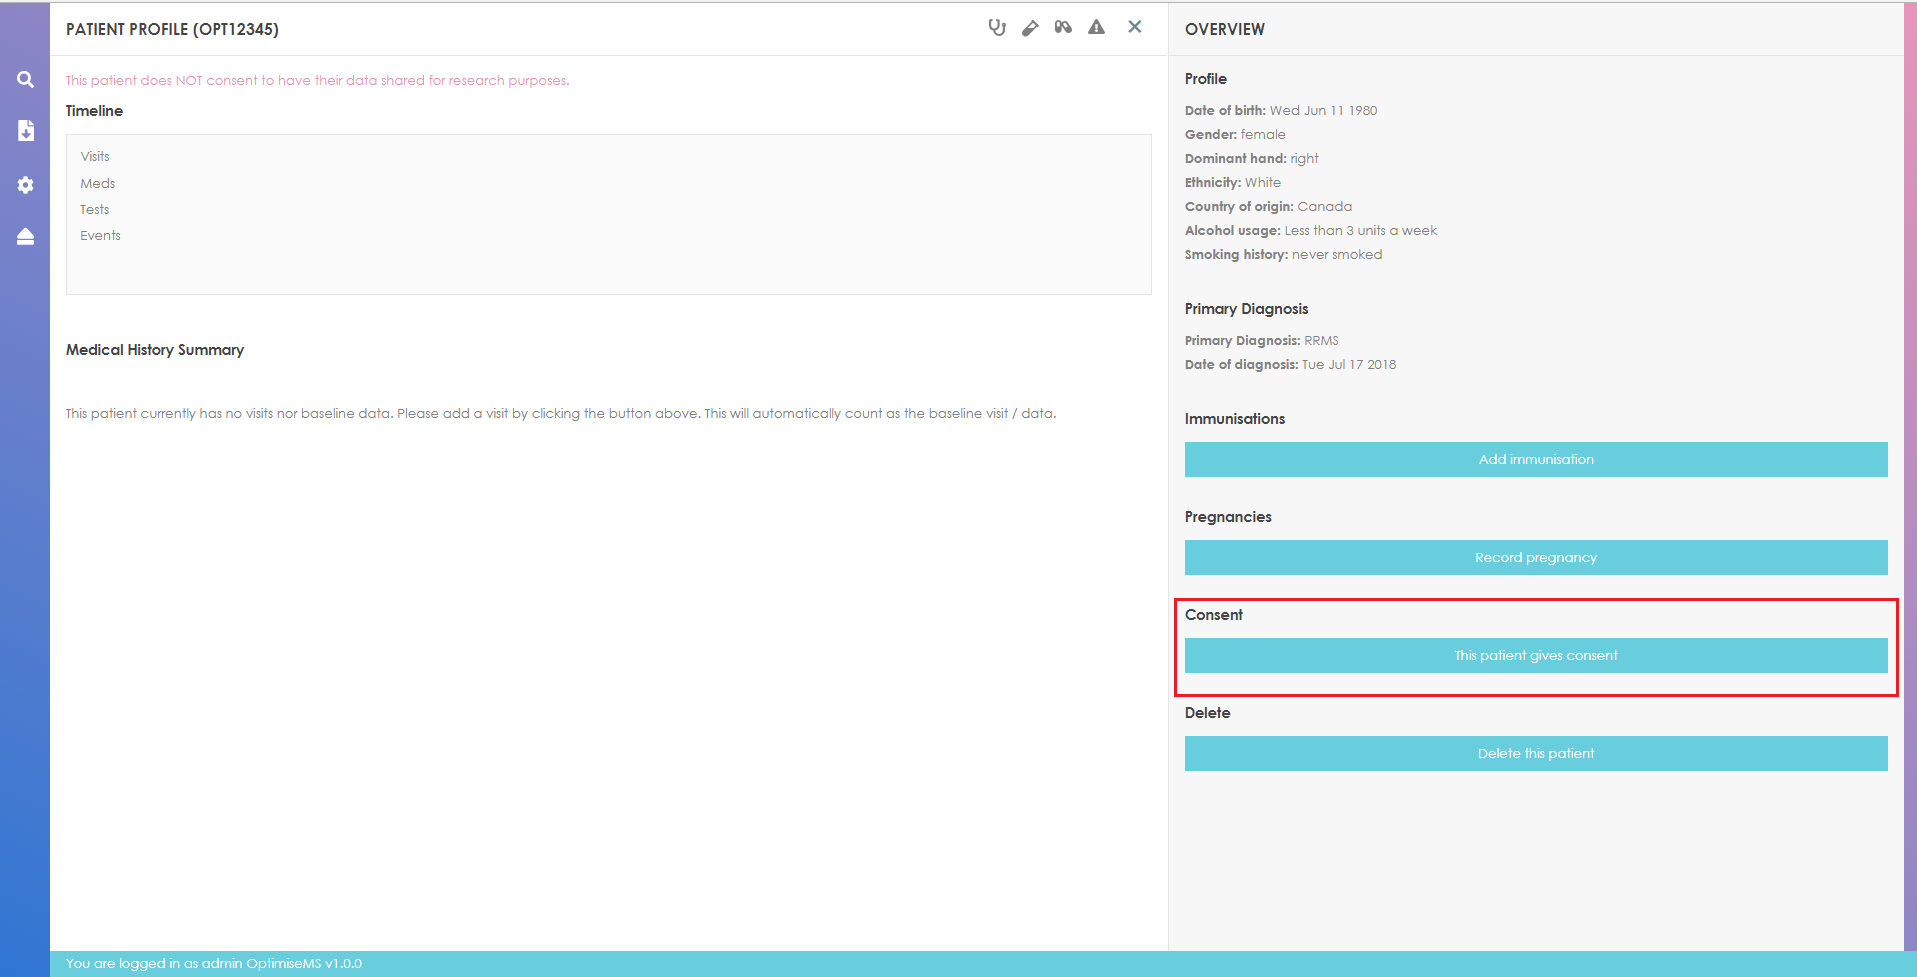 PATIENT PROFILE (OPT12345)
This patient does NOT consent to have their data shared for research purposes.
Timeline
Visits
Meds
Tests
Events
Medical History Summary
This patient currently has no visits nor baseline data. Please add a visit by clicking the button above. This will automatically count as the baseline visit / data.
OVERVIEW
Profile
Date of birth: Wed Jun 11 1980
Gender: female
Dominant hand: right
Ethnicity: White
Country of origin: Canada
Alcohol usage: Less than 3 units a week
Smoking history: never smoked
Primary Diagnosis
Primary Diagnosis: RRMS
Date of diagnosis: Tue Jul 17 2018
Immunisations
Add immunisation
Pregnancies
Record pregnancy
Consent
This patient gives consent
Delete
Delete this patient
You are logged in as admin OptimiseMS v1.0.0